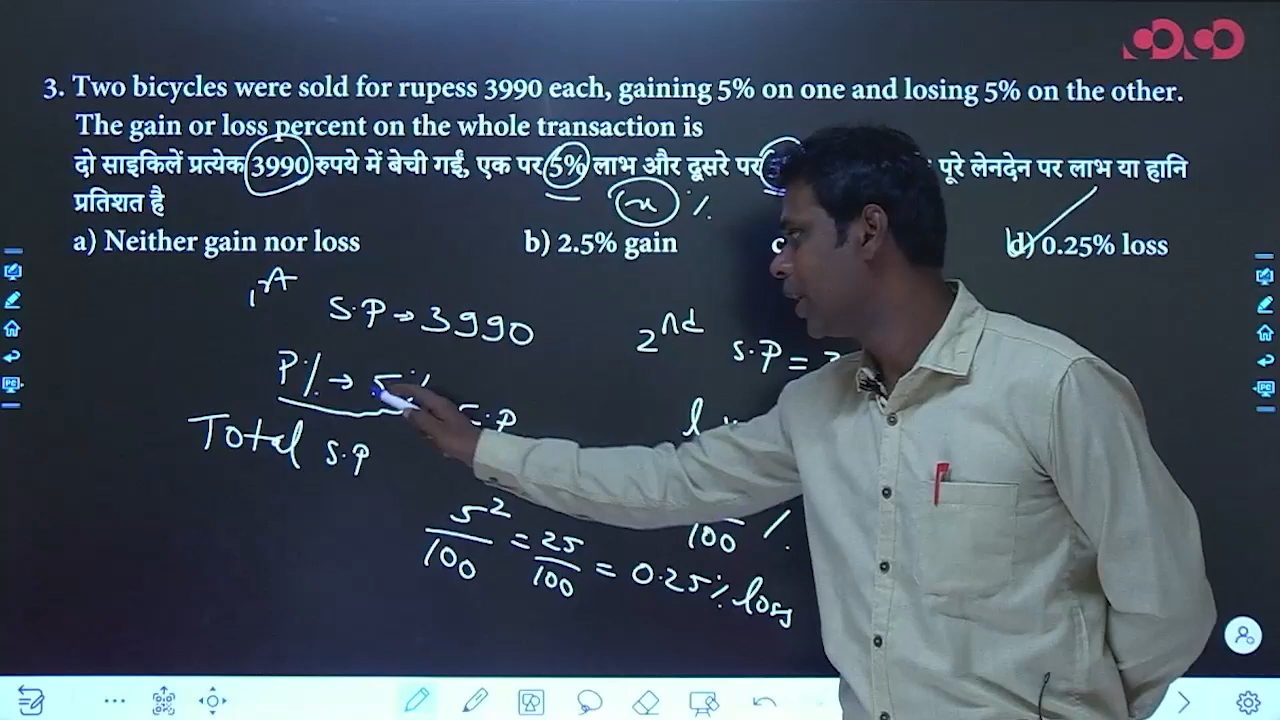 3. Two bicycles were sold for rupess 3990 each, gaining 5% on one and losing 5% on the other.
The gain or loss percent on the whole transaction is
दो साइकिलें प्रत्येक 3990 रुपये में बेची गईं, एक पर 5% लाभ और दूसरे पर पूरे लेनदेन पर लाभ या हानि
प्रतिशत है
x %
a) Neither gain nor loss b) 2.5% gain d) 0.25% loss
1 A
S.P → 3990
2nd
S.P =
P% → 5%
S.P
l
Total S.P
100 %
5²/100 = 25/100 = 0.25% loss